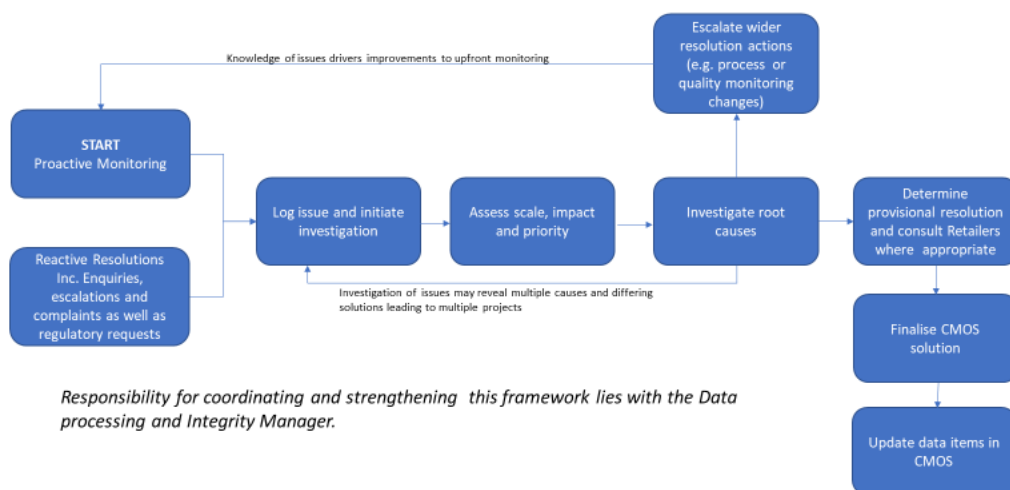 Escalate wider
resolution actions
(e.g. process or
quality monitoring
changes)
Knowledge of issues drivers improvements to upfront monitoring
START
Proactive Monitoring
Log issue and initiate
investigation
Assess scale, impact
and priority
Investigate root
causes
Determine
provisional resolution
and consult Retailers
where appropriate
Reactive Resolutions
Inc. Enquiries,
escalations and
complaints as well as
regulatory requests
Investigation of issues may reveal multiple causes and differing
solutions leading to multiple projects
Finalise CMOS
solution
Responsibility for coordinating and strengthening this framework lies with the Data
processing and Integrity Manager.
Update data items in
CMOS